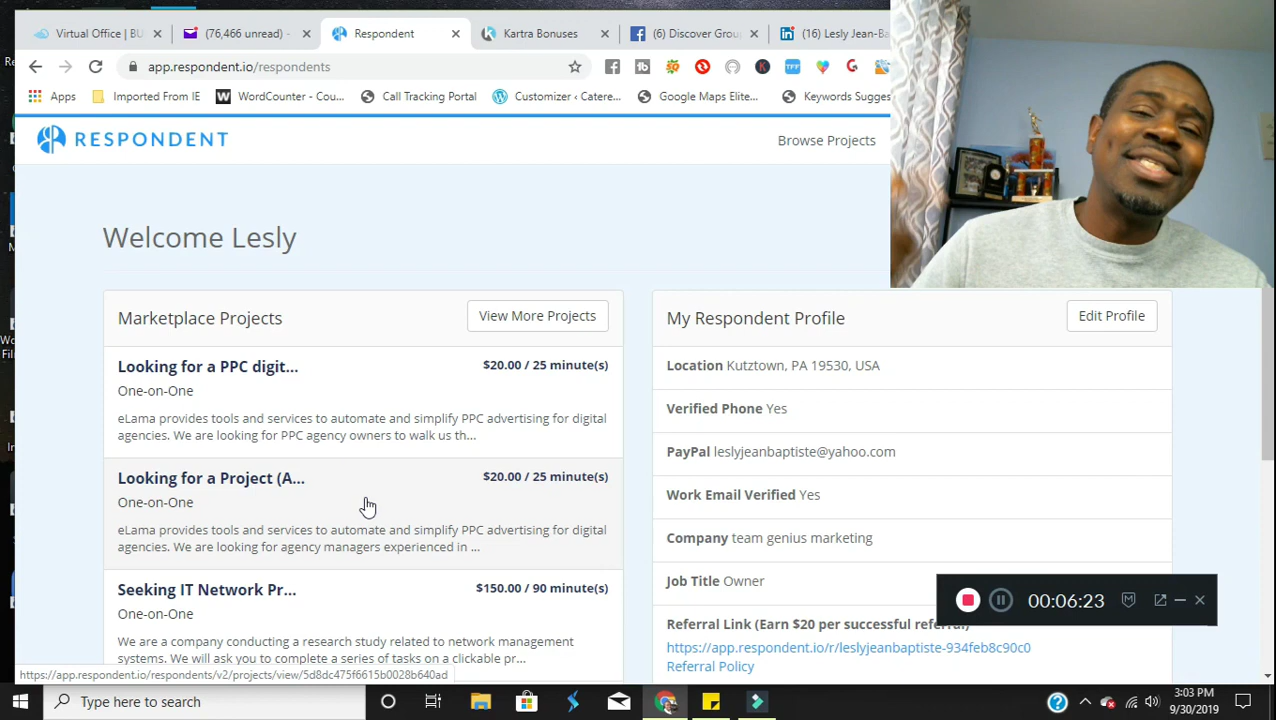 Virtual Office | BU
(76,466 unread) -
Respondent
Kartra Bonuses
(6) Discover Grou
(16) Lesly Jean-Ba
app.respondent.io/respondents
Apps
Imported From IE
WordCounter - Cou...
Call Tracking Portal
Customizer ‹ Catere...
Google Maps Elite...
Keywords Sugges
RESPONDENT
Browse Projects
Welcome Lesly
Marketplace Projects
View More Projects
Looking for a PPC digit...
$20.00 / 25 minute(s)
One-on-One
eLama provides tools and services to automate and simplify PPC advertising for digital
agencies. We are looking for PPC agency owners to walk us th...
Looking for a Project (A...
$20.00 / 25 minute(s)
One-on-One
eLama provides tools and services to automate and simplify PPC advertising for digital
agencies. We are looking for agency managers experienced in ...
Seeking IT Network Pr...
$150.00 / 90 minute(s)
One-on-One
We are a company conducting a research study related to network management
systems. We will ask you to complete a series of tasks on a clickable pr...
My Respondent Profile
Edit Profile
Location Kutztown, PA 19530, USA
Verified Phone Yes
PayPal leslyjeanbaptiste@yahoo.com
Work Email Verified Yes
Company team genius marketing
Job Title Owner
Referral Link (Earn $20 per successful referral)
https://app.respondent.io/r/leslyjeanbaptiste-934feb8c90c0
Referral Policy
00:06:23
https://app.respondent.io/respondents/v2/projects/view/5d8dc475f6615b0028b640ad
Type here to search
3:03 PM
9/30/2019